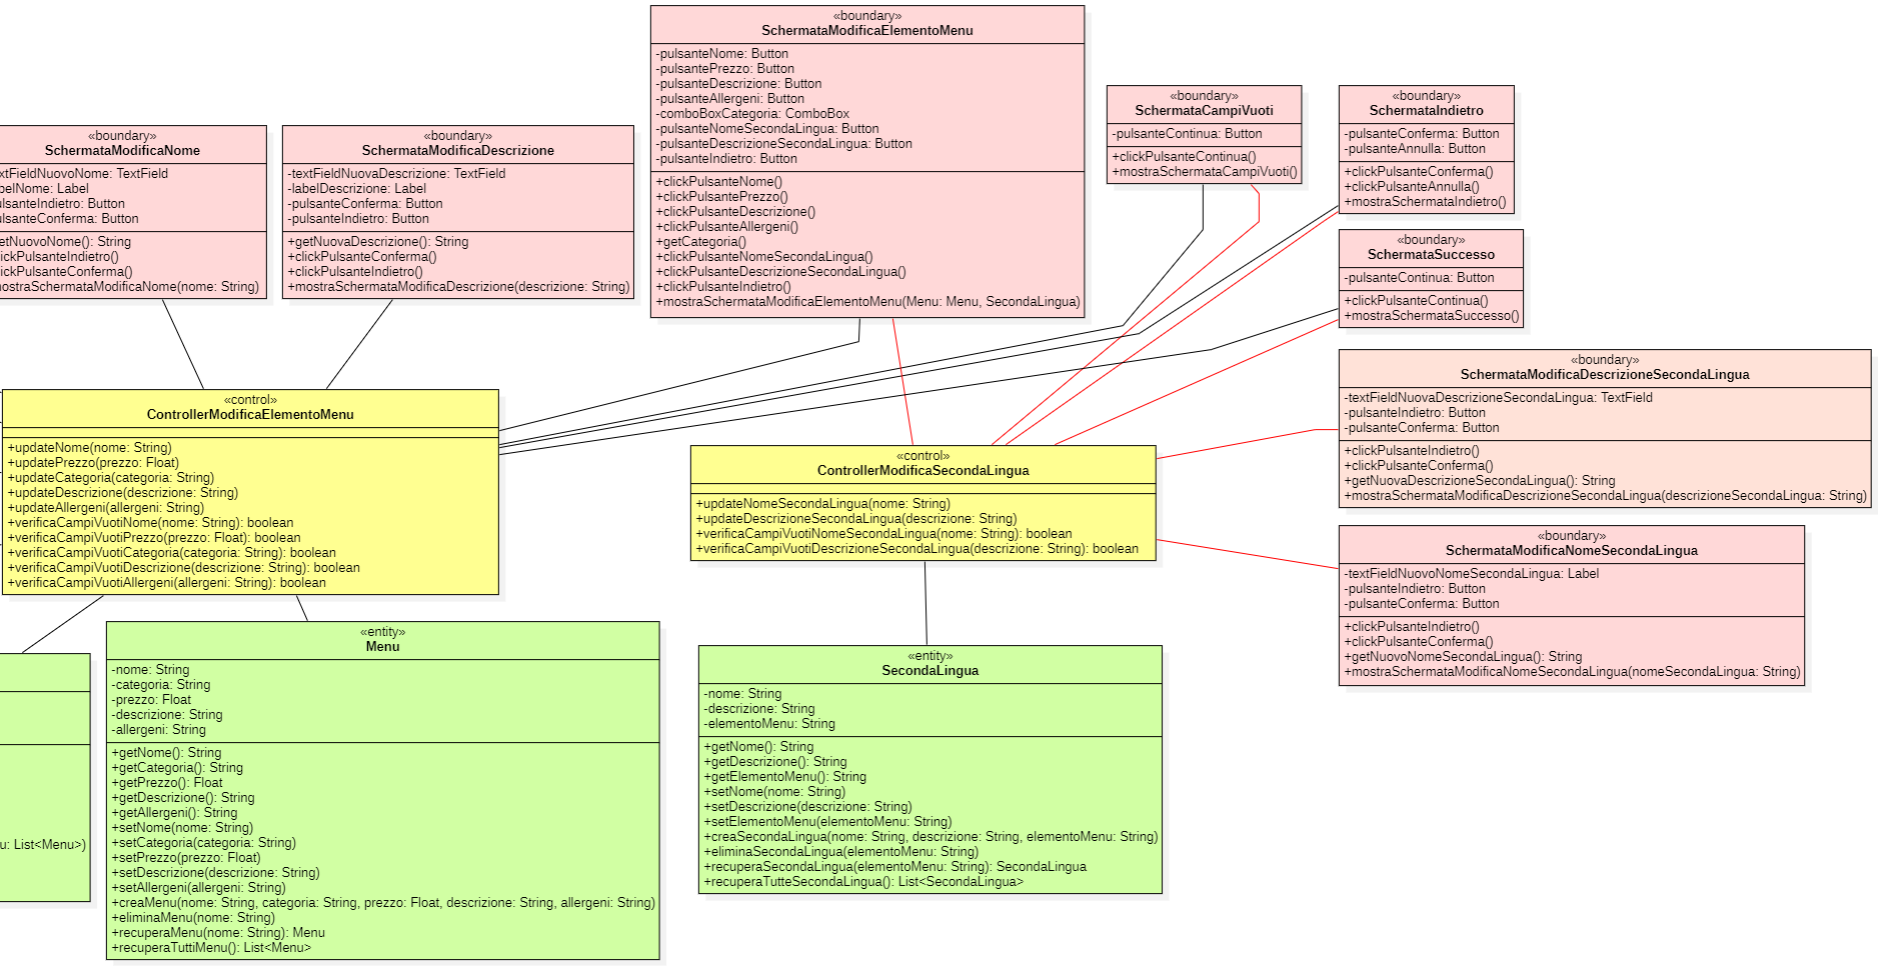 «boundary»
SchermataModificaNome
xtFieldNuovoNome: TextField
belNome: Label
ulsanteIndietro: Button
ulsanteConferma: Button
etNuovoNome(): String
ickPulsanteIndietro()
ickPulsanteConferma()
nostraSchermataModificaNome(nome: String)
«boundary»
SchermataModificaDescrizione
-textFieldNuovaDescrizione: TextField
-labelDescrizione: Label
-pulsanteConferma: Button
-pulsanteIndietro: Button
+getNuovaDescrizione(): String
+clickPulsanteConferma()
+clickPulsanteIndietro()
+mostraSchermataModificaDescrizione(descrizione: String)
«boundary»
SchermataModificaElementoMenu
-pulsanteNome: Button
-pulsantePrezzo: Button
-pulsanteDescrizione: Button
-pulsanteAllergeni: Button
-comboBoxCategoria: ComboBox
-pulsanteNomeSecondaLingua: Button
-pulsanteDescrizioneSecondaLingua: Button
-pulsanteIndietro: Button
+clickPulsanteNome()
+clickPulsantePrezzo()
+clickPulsanteDescrizione()
+clickPulsanteAllergeni()
+getCategoria()
+clickPulsanteNomeSecondaLingua()
+clickPulsanteDescrizioneSecondaLingua()
+clickPulsanteIndietro()
+mostraSchermataModificaElementoMenu(Menu: Menu, SecondaLingua)
«boundary»
SchermataCampiVuoti
-pulsanteContinua: Button
+clickPulsanteContinua()
+mostraSchermataCampiVuoti()
«boundary»
SchermataIndietro
-pulsanteConferma: Button
-pulsanteAnnulla: Button
+clickPulsanteConferma()
+clickPulsanteAnnulla()
+mostraSchermataIndietro()
«boundary»
SchermataSuccesso
-pulsanteContinua: Button
+clickPulsanteContinua()
+mostraSchermataSuccesso()
«boundary»
SchermataModificaDescrizioneSecondaLingua
-textFieldNuovaDescrizioneSecondaLingua: TextField
-pulsanteIndietro: Button
-pulsanteConferma: Button
+clickPulsanteIndietro()
+clickPulsanteConferma()
+getNuovaDescrizioneSecondaLingua(): String
+mostraSchermataModificaDescrizioneSecondaLingua(descrizioneSecondaLingua: String)
«boundary»
SchermataModificaNomeSecondaLingua
-textFieldNuovoNomeSecondaLingua: Label
-pulsanteIndietro: Button
-pulsanteConferma: Button
+clickPulsanteIndietro()
+clickPulsanteConferma()
+getNuovoNomeSecondaLingua(): String
+mostraSchermataModificaNomeSecondaLingua(nomeSecondaLingua: String)
«control»
ControllerModificaElementoMenu
+updateNome(nome: String)
+updatePrezzo(prezzo: Float)
+updateCategoria(categoria: String)
+updateDescrizione(descrizione: String)
+updateAllergeni(allergeni: String)
+verificaCampiVuotiNome(nome: String): boolean
+verificaCampiVuotiPrezzo(prezzo: Float): boolean
+verificaCampiVuotiCategoria(categoria: String): boolean
+verificaCampiVuotiDescrizione(descrizione: String): boolean
+verificaCampiVuotiAllergeni(allergeni: String): boolean
«control»
ControllerModificaSecondaLingua
+updateNomeSecondaLingua(nome: String)
+updateDescrizioneSecondaLingua(descrizione: String)
+verificaCampiVuotiNomeSecondaLingua(nome: String): boolean
+verificaCampiVuotiDescrizioneSecondaLingua(descrizione: String): boolean
u: List<Menu>)
«entity»
Menu
-nome: String
-categoria: String
-prezzo: Float
-descrizione: String
-allergeni: String
+getNome(): String
+getCategoria(): String
+getPrezzo(): Float
+getDescrizione(): String
+getAllergeni(): String
+setNome(nome: String)
+setCategoria(categoria: String)
+setPrezzo(prezzo: Float)
+setDescrizione(descrizione: String)
+setAllergeni(allergeni: String)
+creaMenu(nome: String, categoria: String, prezzo: Float, descrizione: String, allergeni: String)
+eliminaMenu(nome: String)
+recuperaMenu(nome: String): Menu
+recuperaTuttiMenu(): List<Menu>
«entity»
SecondaLingua
-nome: String
-descrizione: String
-elementoMenu: String
+getNome(): String
+getDescrizione(): String
+getElementoMenu(): String
+setNome(nome: String)
+setDescrizione(descrizione: String)
+setElementoMenu(elementoMenu: String)
+creaSecondaLingua(nome: String, descrizione: String, elementoMenu: String)
+eliminaSecondaLingua(elementoMenu: String)
+recuperaSecondaLingua(elementoMenu: String): SecondaLingua
+recuperaTutteSecondaLingua(): List<SecondaLingua>